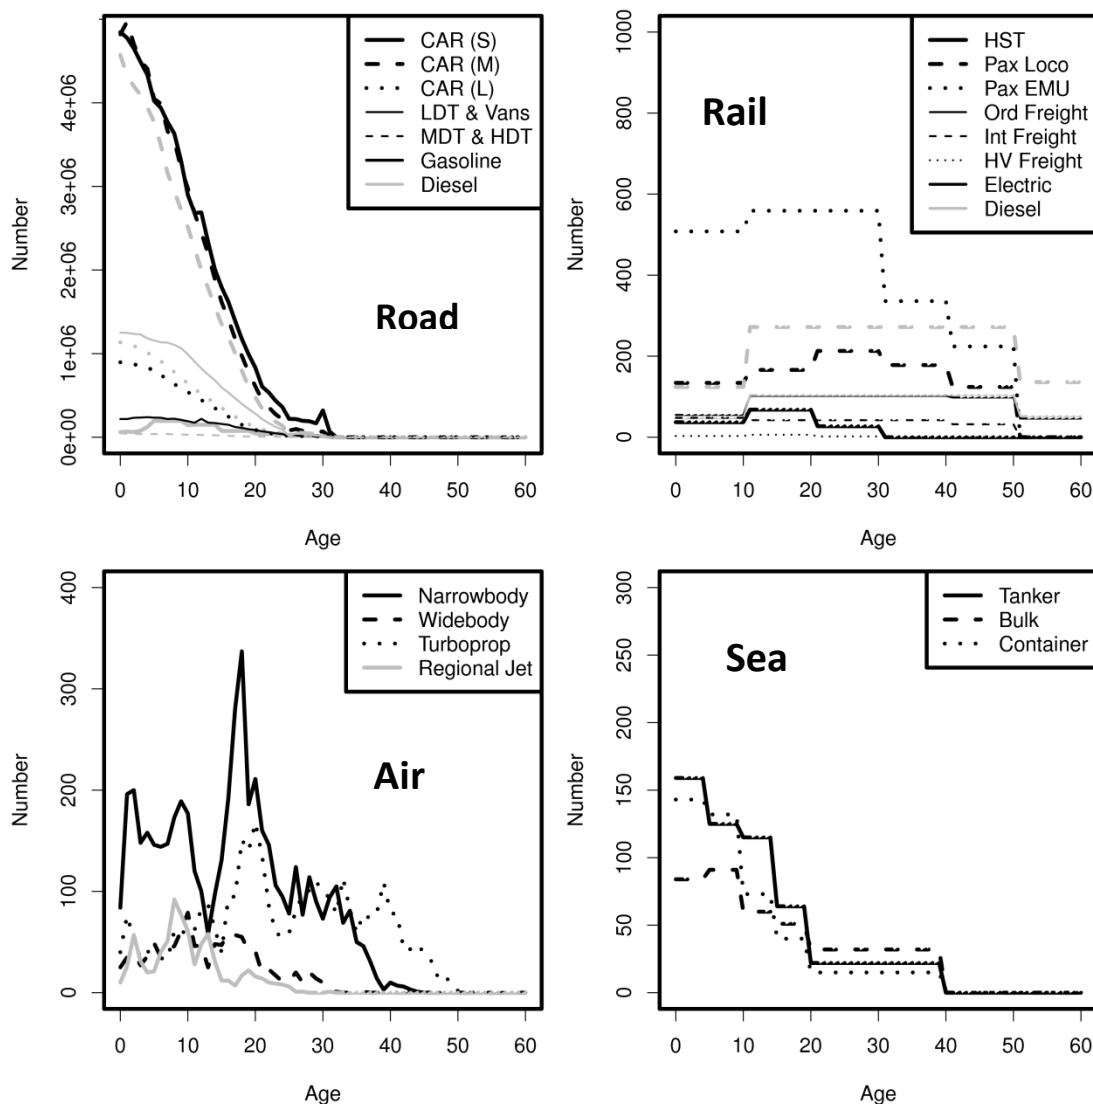 CAR (S)
CAR (M)
CAR (L)
LDT & Vans
MDT & HDT
Gasoline
Diesel
Road
Number
0e+00
1e+06
2e+06
3e+06
4e+06
0 10 20 30 40 50 60
Age
HST
Pax Loco
Pax EMU
Ord Freight
Int Freight
HV Freight
Electric
Diesel
Rail
Number
0
200
400
600
800
1000
0 10 20 30 40 50 60
Age
Narrowbody
Widebody
Turboprop
Regional Jet
Air
Number
0
100
200
300
400
0 10 20 30 40 50 60
Age
Tanker
Bulk
Container
Sea
Number
0
50
100
150
200
250
300
0 10 20 30 40 50 60
Age